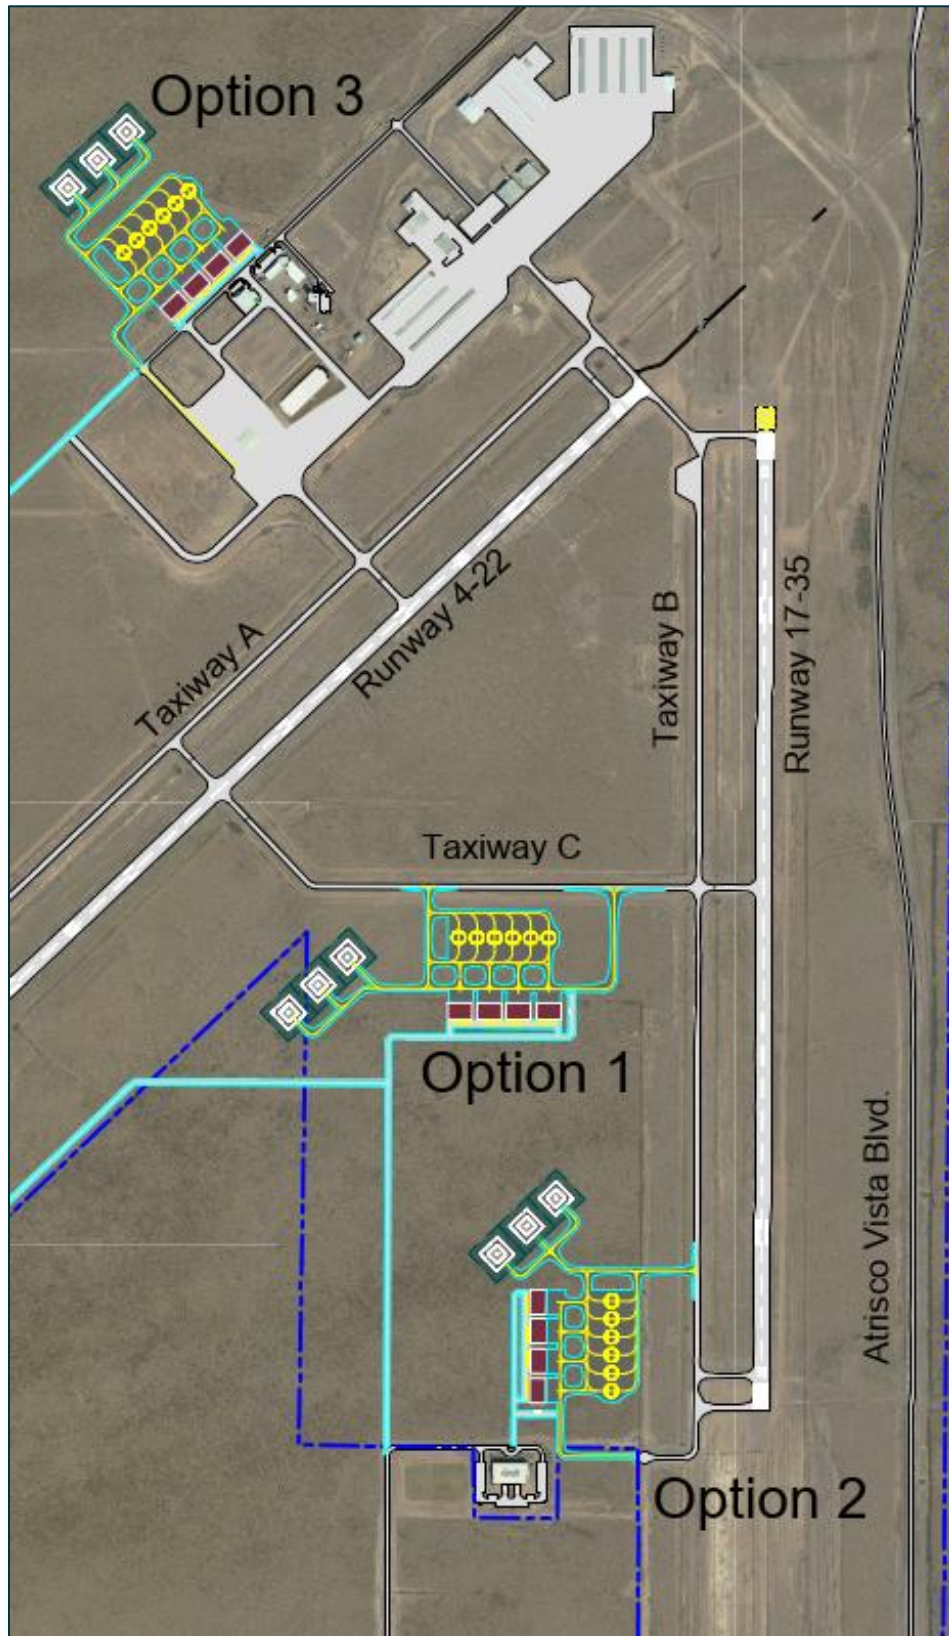 Option 3
Runway 4-22
Taxiway A
Taxiway B
Runway 17-35
Taxiway C
Option 1
Atrisco Vista Blvd.
Option 2